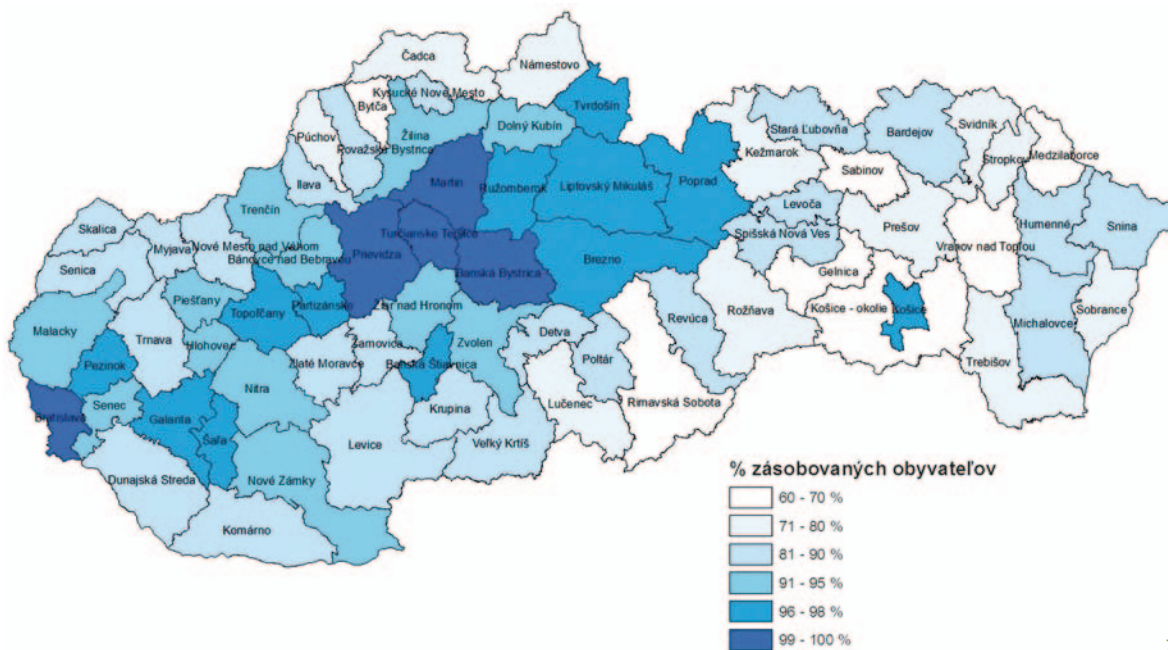 Čadca
Námestovo
Kysucké Nové Mesto
Bytča
Tvrdošín
Púchov
Žilina
Dolný Kubín
Považská Bystrica
Stará Ľubovňa
Bardejov
Svidník
Stropkov
Medzilaborce
Kežmarok
Sabinov
Ilava
Martin
Ružomberok
Liptovský Mikuláš
Poprad
Levoča
Trenčín
Humenné
Snina
Skalica
Myjava
Nové Mesto nad Váhom
Turčianske Teplice
Spišská Nová Ves
Prešov
Vranov nad Topľou
Bánovce nad Bebravou
Prievidza
Banská Bystrica
Brezno
Senica
Gelnica
Piešťany
Topoľčany
Partizánske
Žiar nad Hronom
Rožňava
Košice - okolie
Košice
Sobrance
Malacky
Trnava
Hlohovec
Žarnovica
Zvolen
Detva
Revúca
Michalovce
Pezinok
Zlaté Moravce
Banská Štiavnica
Poltár
Trebišov
Nitra
Bratislava
Senec
Galanta
Šaľa
Krupina
Lučenec
Rimavská Sobota
Levice
Veľký Krtíš
Dunajská Streda
Nové Zámky
Komárno
% zásobovaných obyvateľov
60 - 70 %
71 - 80 %
81 - 90 %
91 - 95 %
96 - 98 %
99 - 100 %